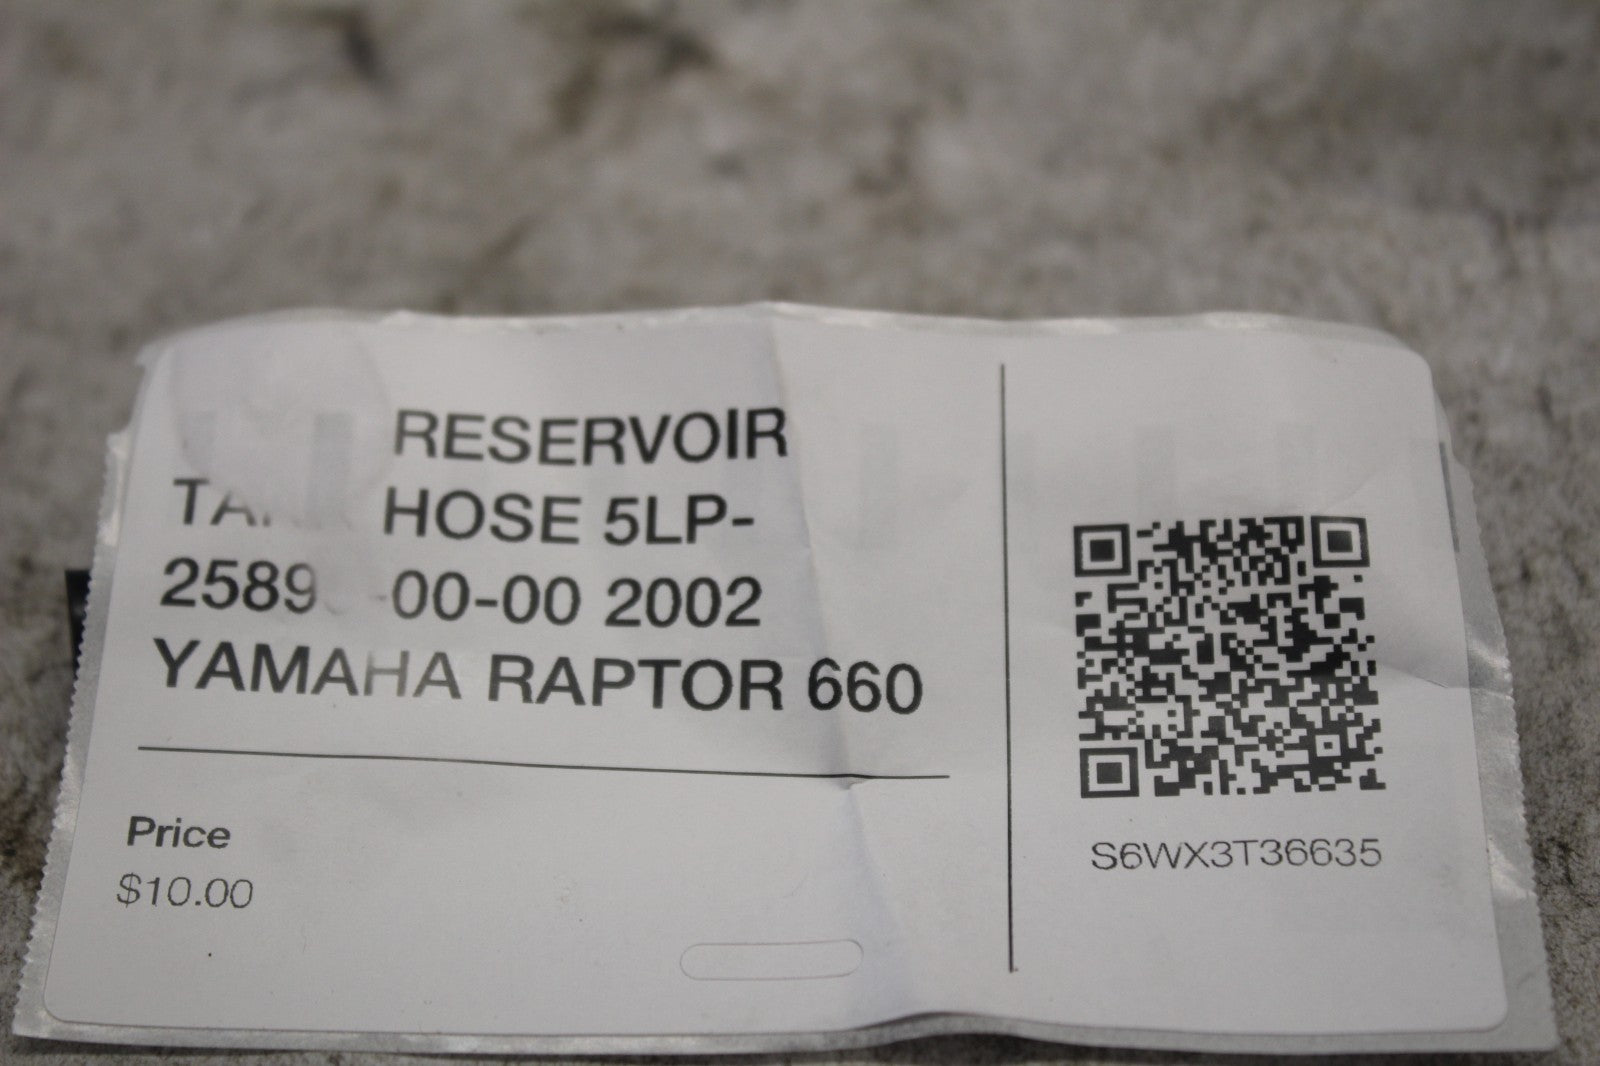 RESERVOIR
HOSE 5LP-
00-00 2002
YAMAHA RAPTOR 660
Price
$10.00
S6WX3T36635